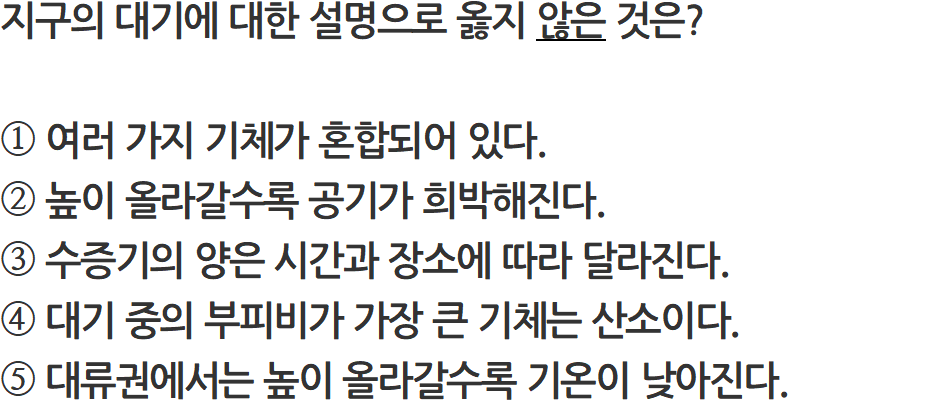 지구의 대기에 대한 설명으로 옳지 않은 것은?
① 여러 가지 기체가 혼합되어 있다.
② 높이 올라갈수록 공기가 희박해진다.
③ 수증기의 양은 시간과 장소에 따라 달라진다.
④ 대기 중의 부피비가 가장 큰 기체는 산소이다.
⑤ 대류권에서는 높이 올라갈수록 기온이 낮아진다.